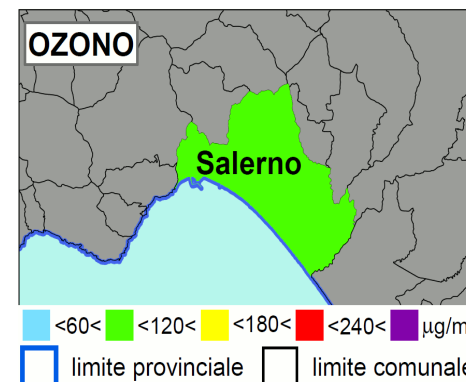 OZONO
Salerno
<60< <120< <180< <240< µg/m
limite provinciale limite comunale